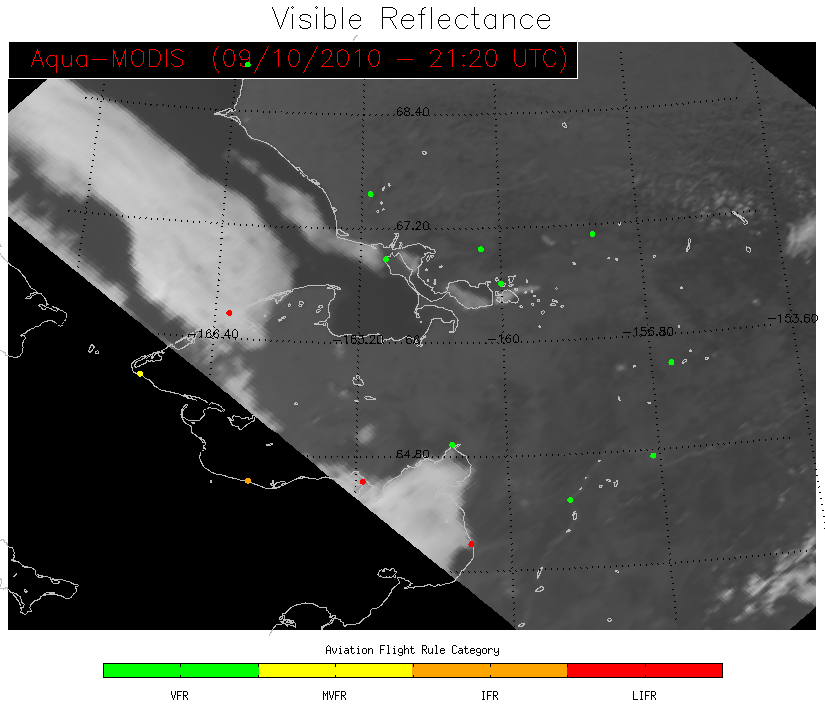 Visible Reflectance
Aqua-MODIS (09/10/2010 - 21:20 UTC)
68.40
67.20
-153.60
-166.40 -163.20 66 -160 -156.80
64.80
Aviation Flight Rule Category
VFR MVFR IFR LIFR